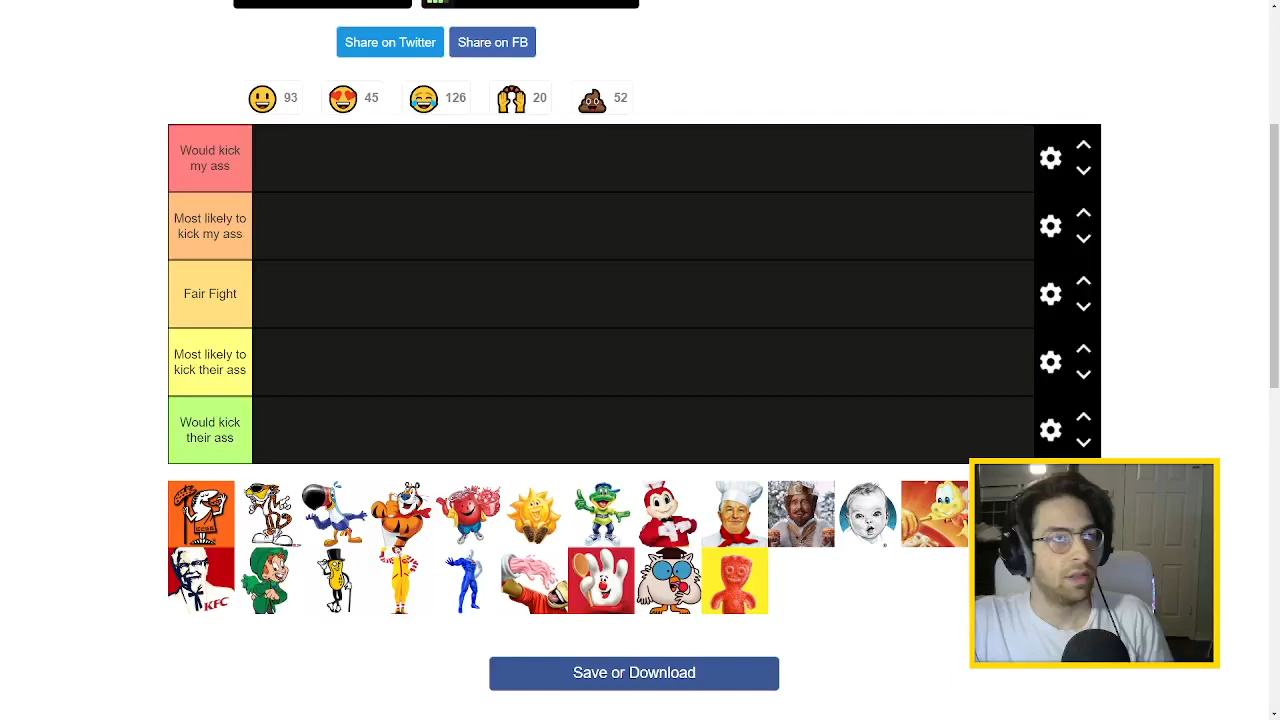 Share on Twitter
Share on FB
93
45
126
20
52
Would kick
my ass
Most likely to
kick my ass
Fair Fight
Most likely to
kick their ass
Would kick
their ass
KFC
Save or Download